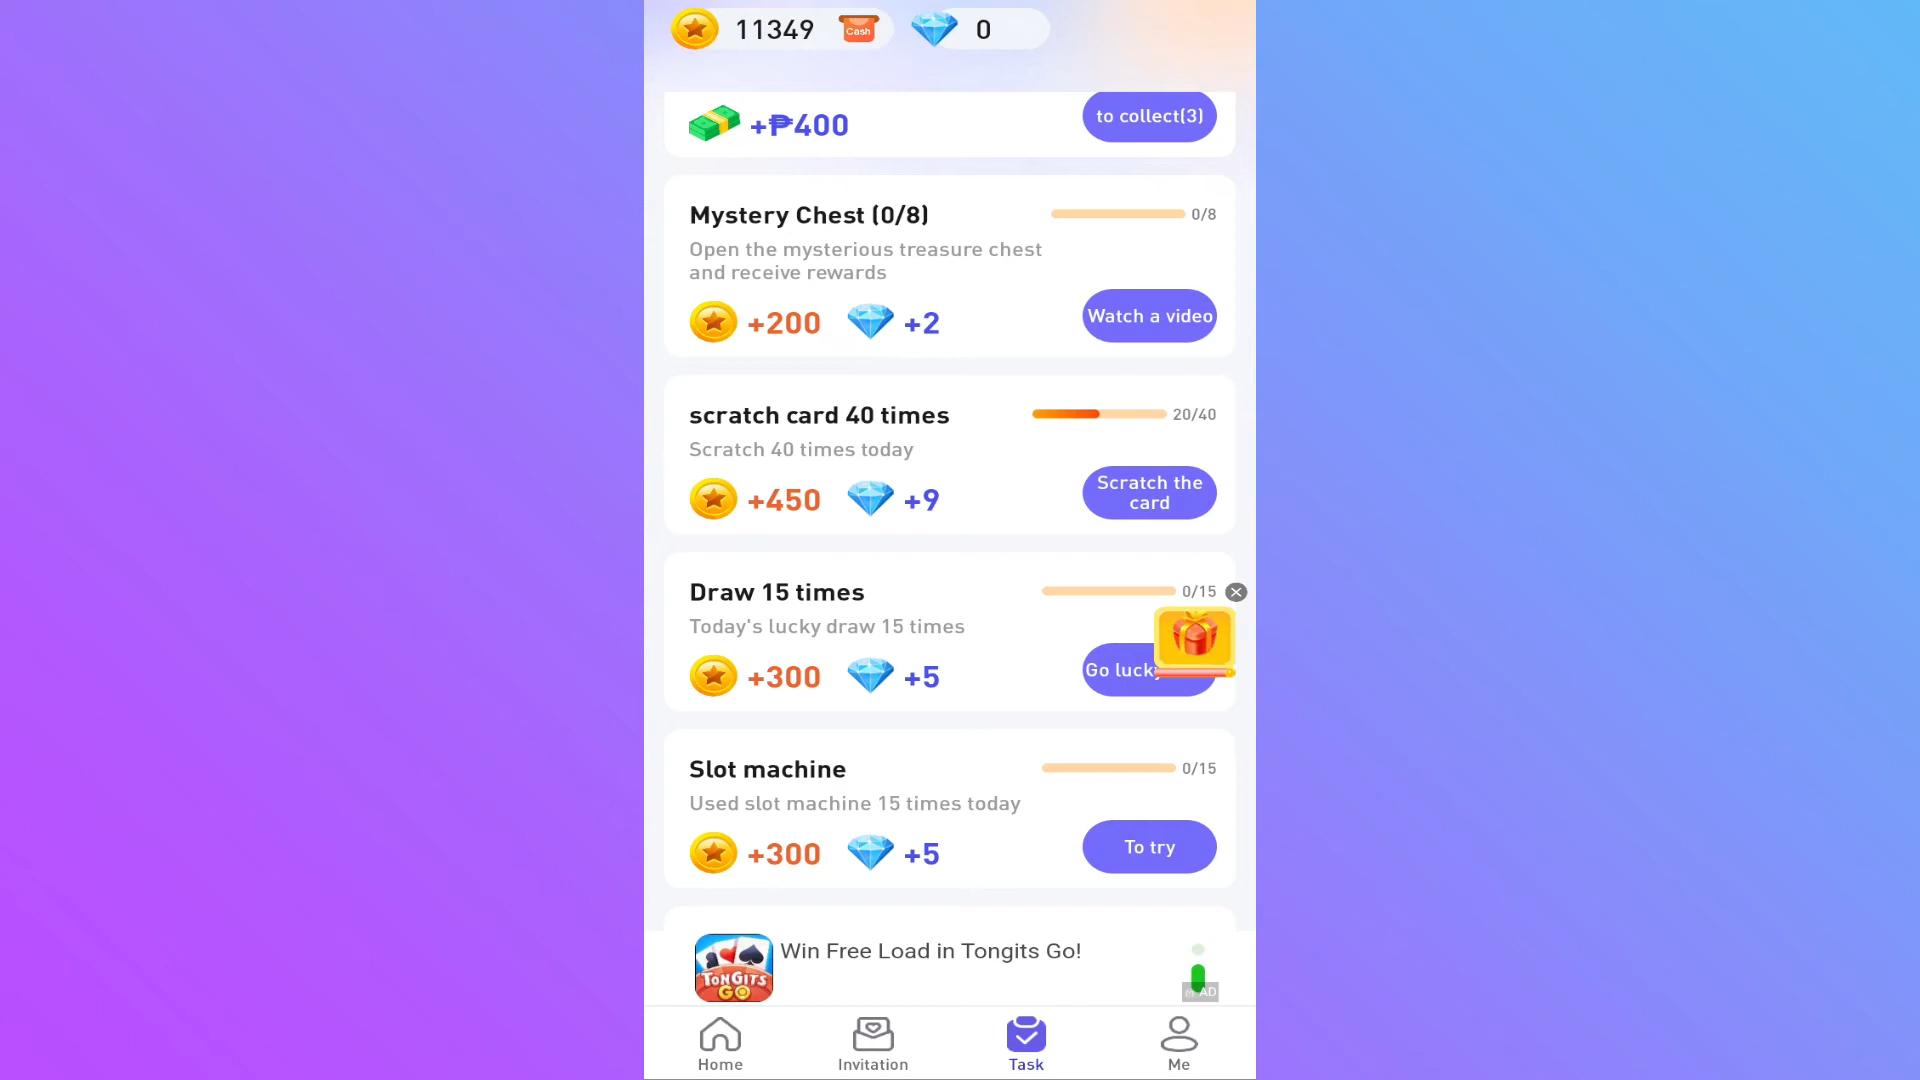 11349
Cash
0
+₱400
to collect(3)
Mystery Chest (0/8)
0/8
Open the mysterious treasure chest
and receive rewards
+200
+2
Watch a video
scratch card 40 times
20/40
Scratch 40 times today
+450
+9
Scratch the
card
Draw 15 times
0/15
Today's lucky draw 15 times
+300
+5
Go lucky
Slot machine
0/15
Used slot machine 15 times today
+300
+5
To try
TONGITS
GO
Win Free Load in Tongits Go!
AD
Home
Invitation
Task
Me